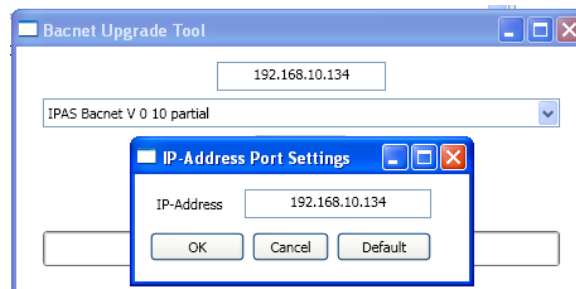 Bacnet Upgrade Tool
192.168.10.134
IPAS Bacnet V 0 10 partial
IP-Address Port Settings
IP-Address 192.168.10.134
OK Cancel Default